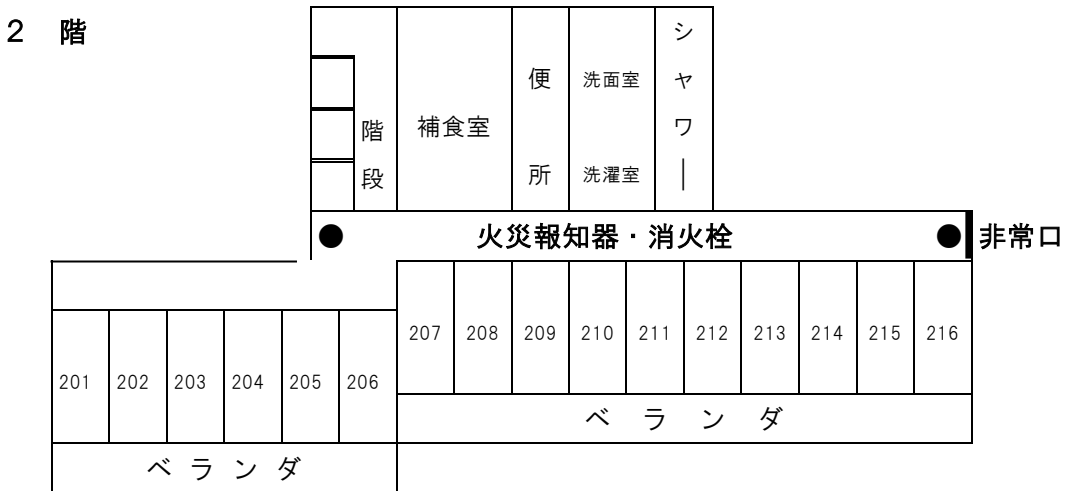 2 階
階段
補食室
便所
洗面室
洗濯室
シャワー
● 火災報知器・消火栓 ● 非常口
207 208 209 210 211 212 213 214 215 216
201 202 203 204 205 206
ベランダ
ベランダ